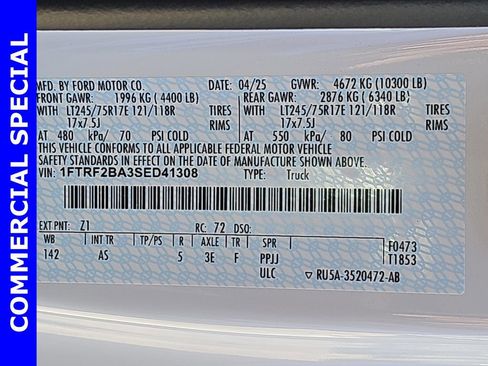 COMMERCIAL SPECIAL
MFD. BY FORD MOTOR CO. 04/25 GVWR: 4672 KG (10300 LB)
FRONT GAWR: 1996 KG ( 4400 LB) REAR GAWR: 2876 KG ( 6340 LB)
LT245/75R17E 121/118R TIRES LT245/75R17E 121/118R TIRES
17x7.5J RIMS 17x7.5J RIMS
AT 480 kPa/ 70 PSI COLD AT 550 kPa/ 80 PSI COLD
THIS VEHICLE CONFORMS TO ALL APPLICABLE FEDERAL MOTOR VEHICLE
SAFETY STANDARDS IN EFFECT ON THE DATE OF MANUFACTURE SHOWN ABOVE.
VIN: 1FTRF2BA3SED41308 TYPE: Truck
EXT PNT: Z1 RC: 72 DSO: F0473
WB INT TR TP/PS R AXLE TR SPR T1853
142 AS 5 3E F PPJJ
ULC RU5A-3520472-AB